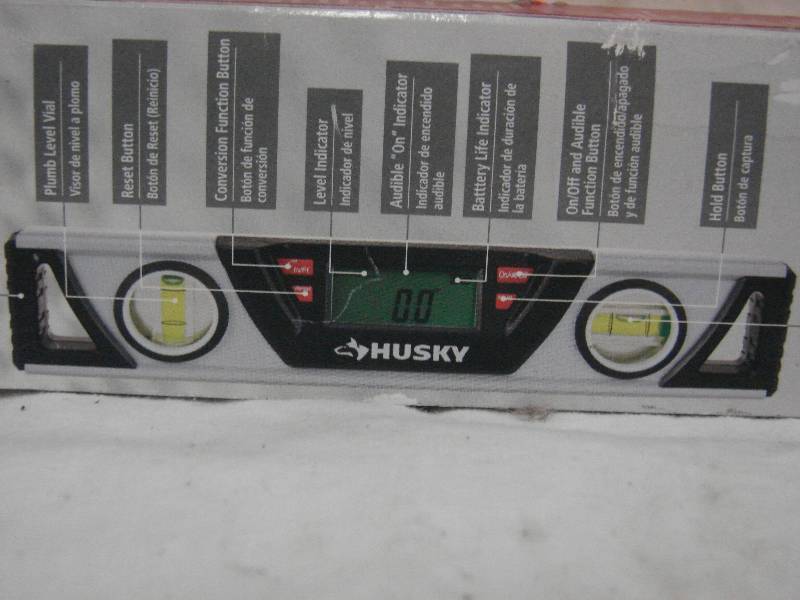 Plumb Level Vial
Visor de nivel a plomo
Reset Button
Botón de Reset (Reinicio)
Conversion Function Button
Botón de función de
conversión
Level Indicator
Indicador de nivel
Audible "On" Indicator
Indicador de encendido
audible
Batttery Life Indicator
Indicador de duración de
la batería
On/Off and Audible
Function Button
Botón de encendido/apagado
y de función audible
Hold Button
Botón de captura
00
HUSKY